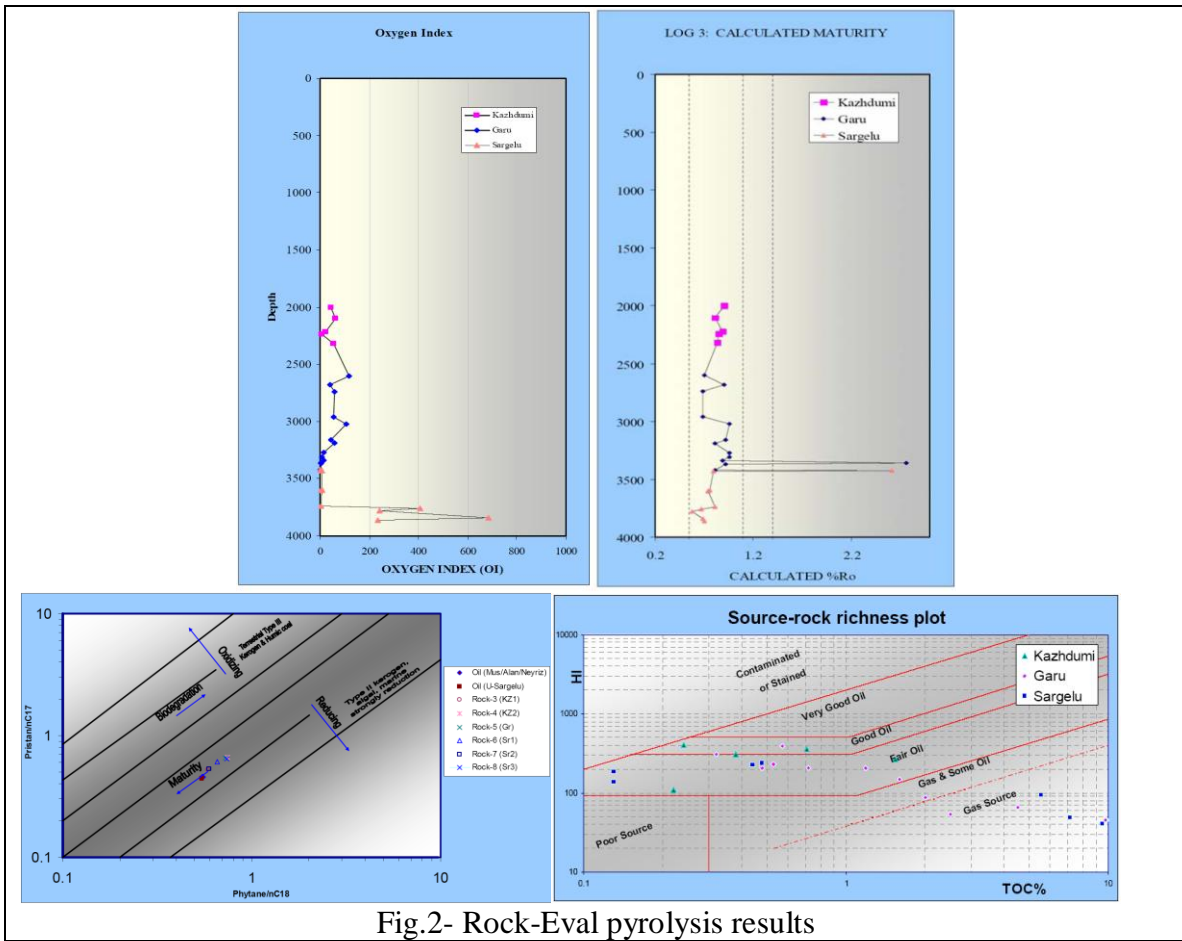 Oxygen Index
0
500
1000
1500
2000
2500
3000
3500
4000
Depth
Kazhdumi
Garu
Sargelu
0 200 400 600 800 1000
OXYGEN INDEX (OI)
LOG 3: CALCULATED MATURITY
0
500
1000
1500
2000
2500
3000
3500
4000
Kazhdumi
Garu
Sargelu
0.2 1.2 2.2
CALCULATED %Ro
10
1
0.1
Pristan/nC17
Oxidizing
Terrestrial Type III
Kerogen & Humic coal
Biodegradation
Reducing
Type II kerogen,
algal, marine
strongly reduction
Maturity
0.1 1 10
Phytane/nC18
Oil (Mus/Alan/Neyriz)
Oil (U-Sargelu)
Rock-3 (KZ1)
Rock-4 (KZ2)
Rock-5 (Gr)
Rock-6 (Sr1)
Rock-7 (Sr2)
Rock-8 (Sr3)
Source-rock richness plot
10000
1000
100
10
HI
Contaminated
or Stained
Very Good Oil
Good Oil
Fair Oil
Gas & Some Oil
Gas Source
Poor Source
Kazhdumi
Garu
Sargelu
0.1 1 10
TOC%
Fig.2- Rock-Eval pyrolysis results